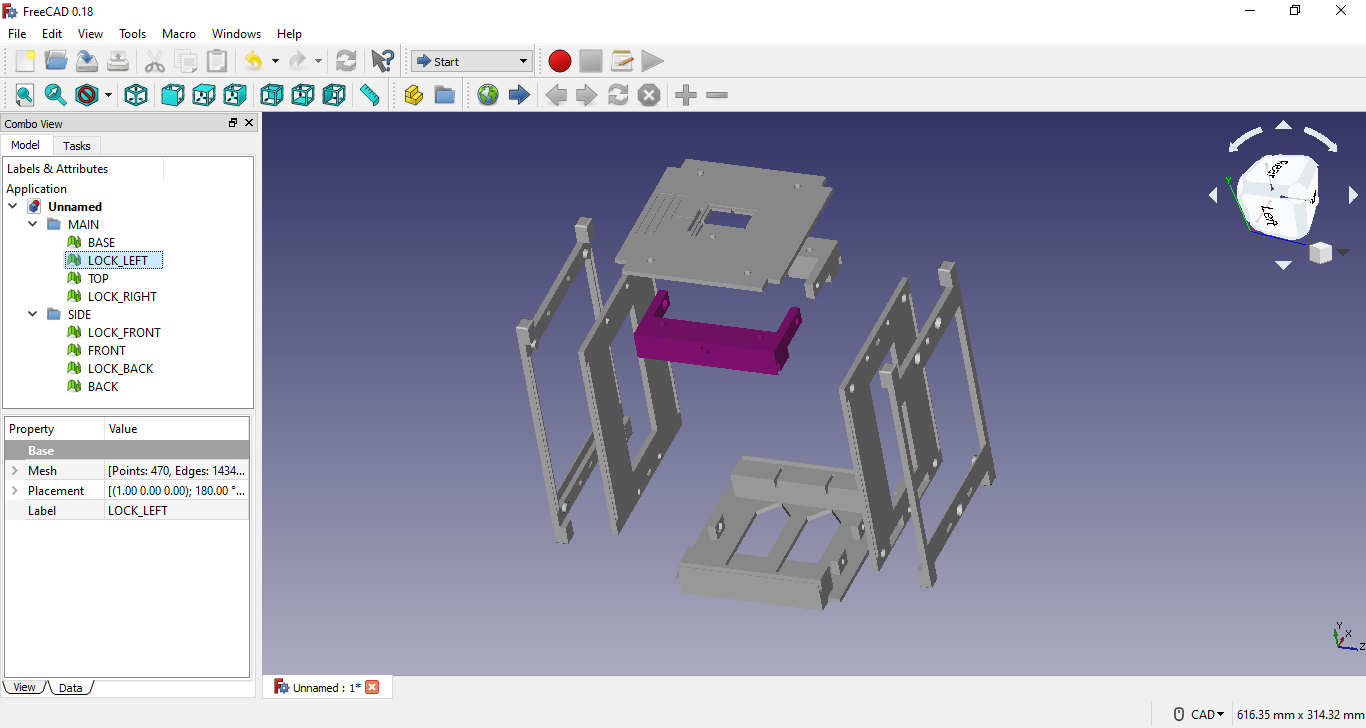 FreeCAD 0.18
File Edit View Tools Macro Windows Help
Start
Combo View
Model Tasks
Labels & Attributes
Application
Unnamed
MAIN
BASE
LOCK_LEFT
TOP
LOCK_RIGHT
SIDE
LOCK_FRONT
FRONT
LOCK_BACK
BACK
Property Value
Base
Mesh [Points: 470, Edges: 1434...
Placement [(1.00 0.00 0.00); 180.00 °...
Label LOCK_LEFT
View Data
Y
Left
Y
X
Z
Unnamed : 1*
CAD 616.35 mm x 314.32 mm